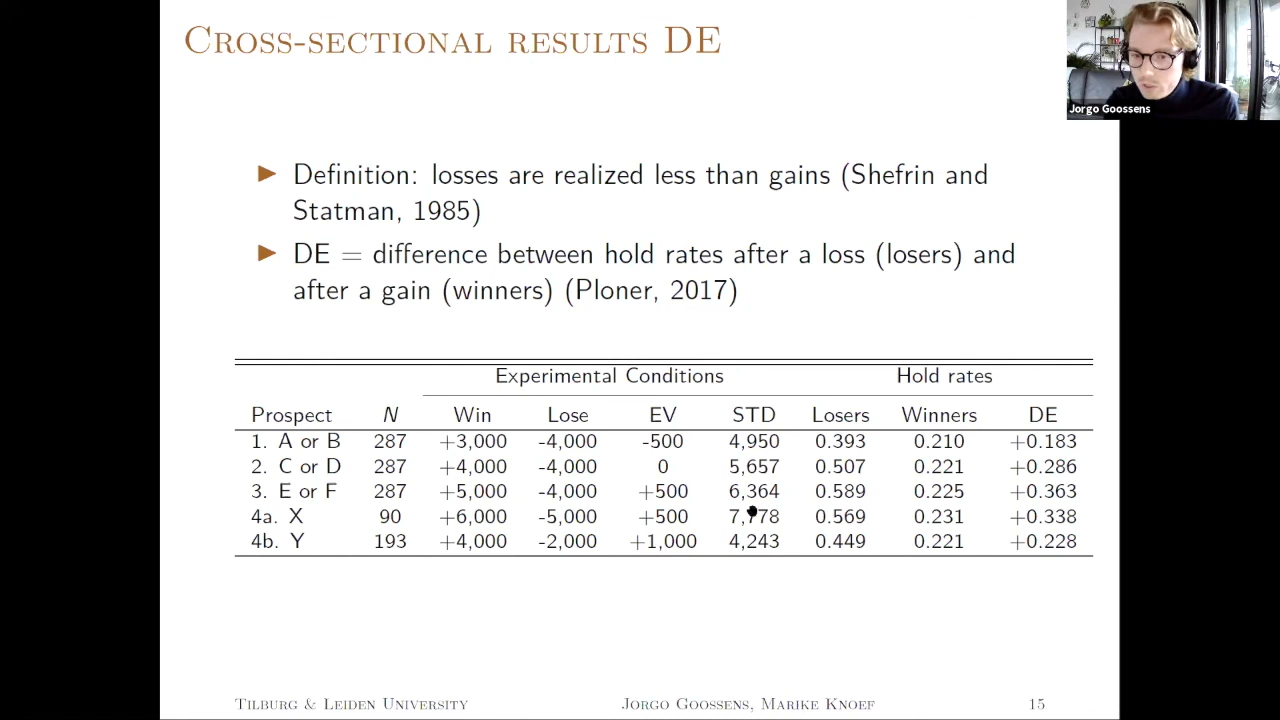 CROSS-SECTIONAL RESULTS DE
Jorgo Goossens
Definition: losses are realized less than gains (Shefrin and
Statman, 1985)
DE = difference between hold rates after a loss (losers) and
after a gain (winners) (Ploner, 2017)
Experimental Conditions Hold rates
Prospect N Win Lose EV STD Losers Winners DE
1. A or B 287 +3,000 -4,000 -500 4,950 0.393 0.210 +0.183
2. C or D 287 +4,000 -4,000 0 5,657 0.507 0.221 +0.286
3. E or F 287 +5,000 -4,000 +500 6,364 0.589 0.225 +0.363
4a. X 90 +6,000 -5,000 +500 7,778 0.569 0.231 +0.338
4b. Y 193 +4,000 -2,000 +1,000 4,243 0.449 0.221 +0.228
TILBURG & LEIDEN UNIVERSITY JORGO GOOSSENS, MARIKE KNOEF 15